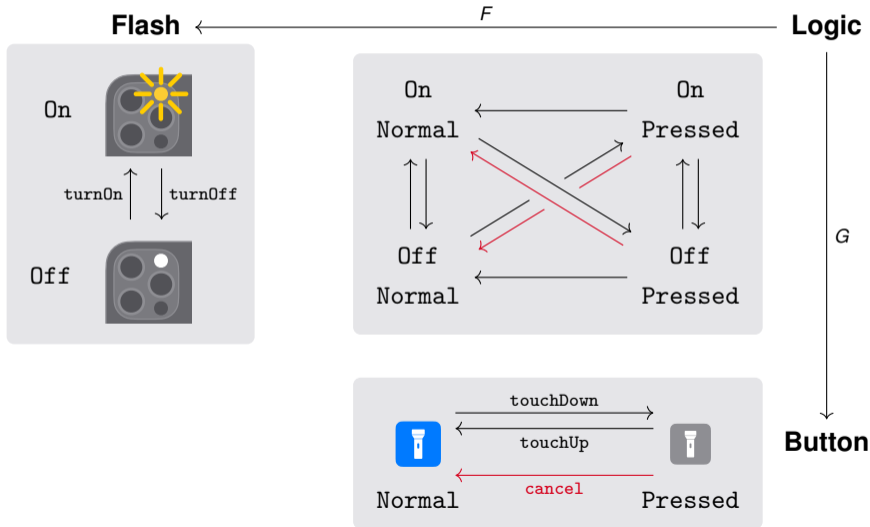 Flash
F
Logic
On
turnOn
turnOff
Off
On
Normal
On
Pressed
Off
Normal
Off
Pressed
G
touchDown
touchUp
cancel
Normal
Pressed
Button